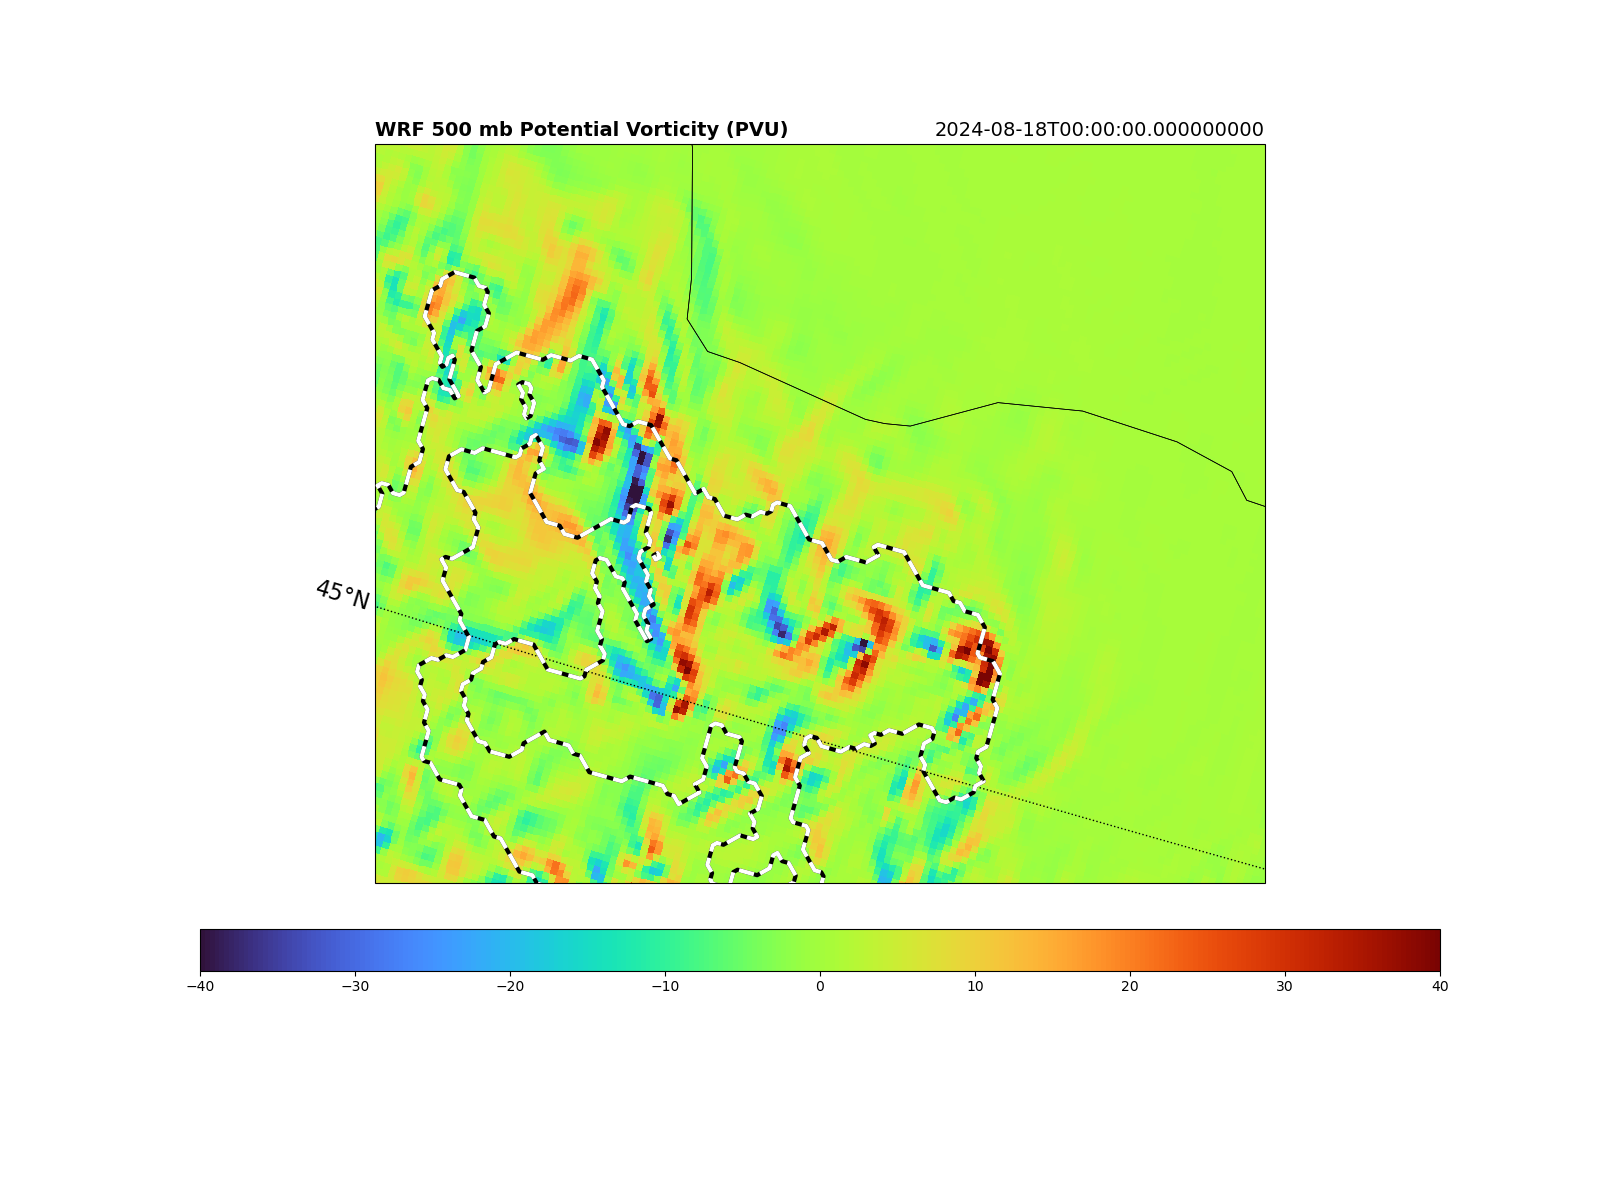 WRF 500 mb Potential Vorticity (PVU) 2024-08-18T00:00:00.000000000
45°N
−40 −30 −20 −10 0 10 20 30 40